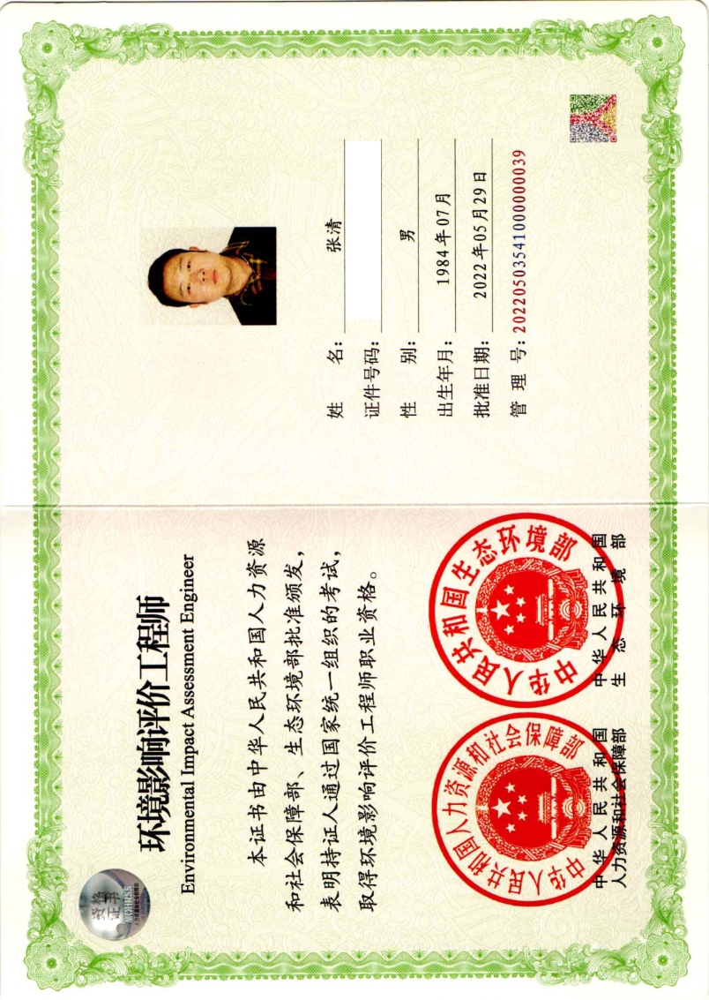 资格
证书
环境影响评价工程师
Environmental Impact Assessment Engineer
本证书由中华人民共和国人力资源
和社会保障部、生态环境部批准颁发，
表明持证人通过国家统一组织的考试，
取得环境影响评价工程师职业资格。
中华人民共和国人力资源和社会保障部
中华人民共和国
人力资源和社会保障部
中华人民共和国生态环境部
中华人民共和国
生态环境部
姓 名： 张清
证件号码：
性 别： 男
出生年月： 1984年07月
批准日期： 2022年05月29日
管 理 号： 20220503541000000039